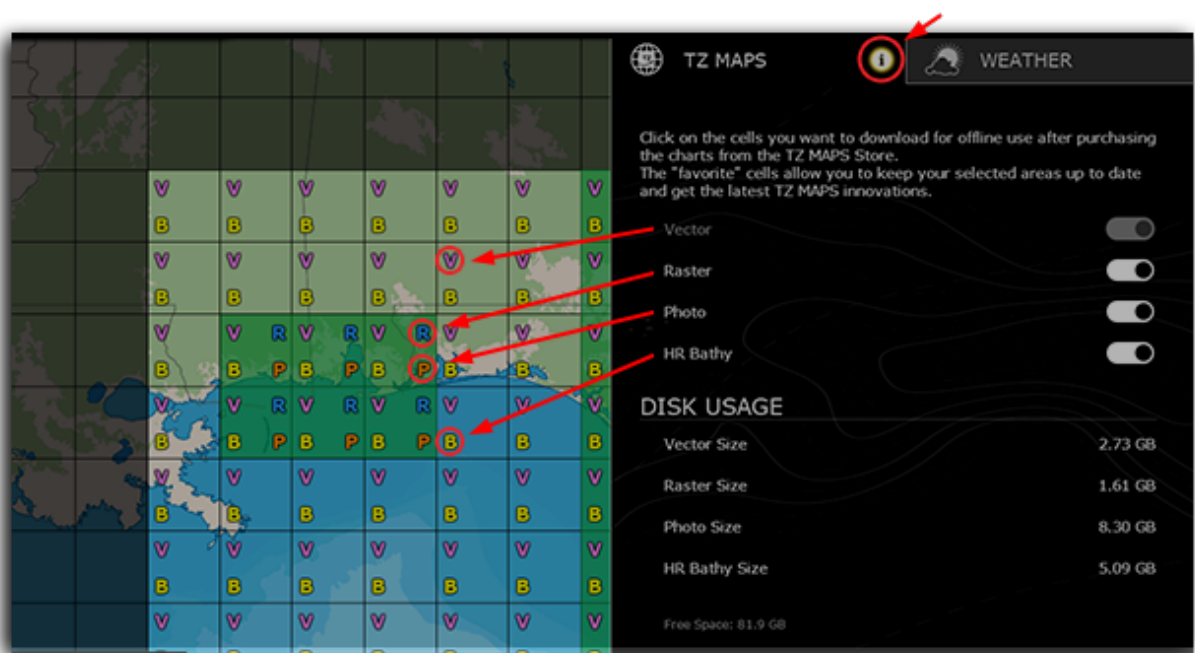 V V V V V V V
B B B B B B B
V V V V V V V
B B B B B B B
V V R V R V R V V V
B B P B P B P B B B
V V R V R V R V V V
B B P B P B P B B B
V V V V V V V
B B B B B B B
V V V V V V V
B B B B B B B
V V V V V V V
TZ MAPS
i
WEATHER
Click on the cells you want to download for offline use after purchasing
the charts from the TZ MAPS Store.
The "favorite" cells allow you to keep your selected areas up to date
and get the latest TZ MAPS innovations.
Vector
Raster
Photo
HR Bathy
DISK USAGE
Vector Size 2.73 GB
Raster Size 1.61 GB
Photo Size 8.30 GB
HR Bathy Size 5.09 GB
Free Space: 81.9 GB